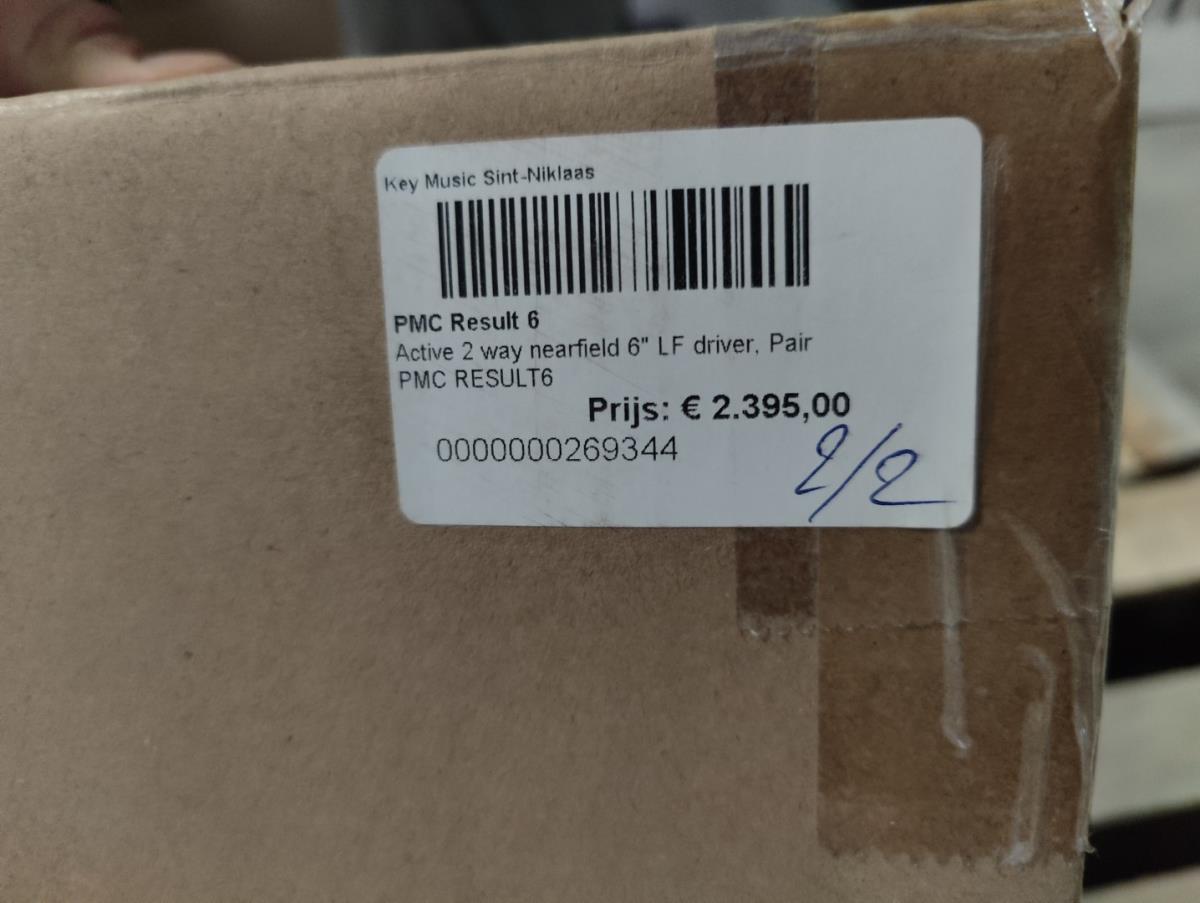 Key Music Sint-Niklaas
PMC Result 6
Active 2 way nearfield 6" LF driver, Pair
PMC RESULT6
Prijs: € 2.395,00
0000000269344
2/2